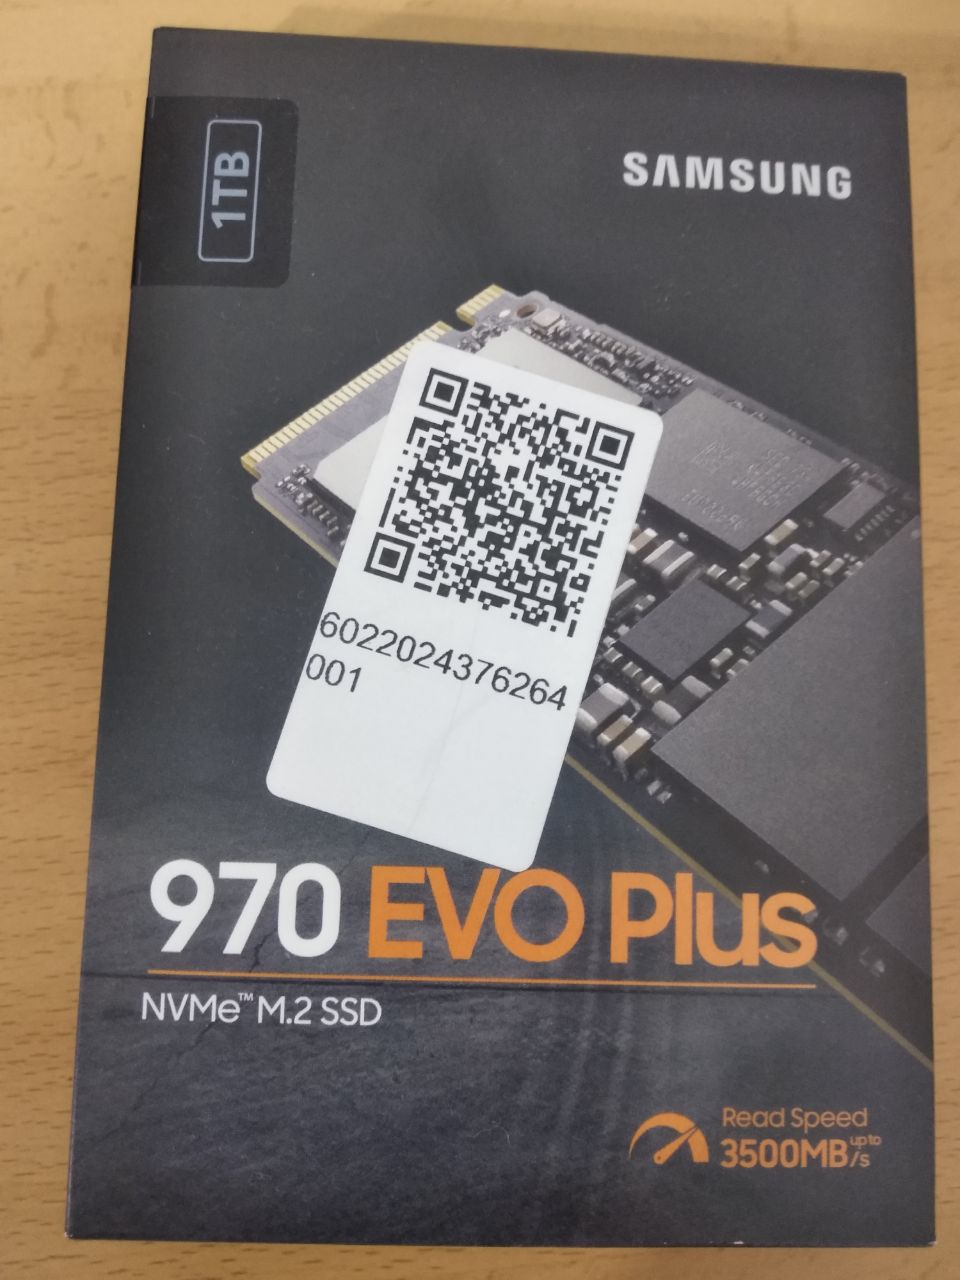 1TB
SAMSUNG
6022024376264
001
970 EVO Plus
NVMe™ M.2 SSD
Read Speed
up to
3500MB/s